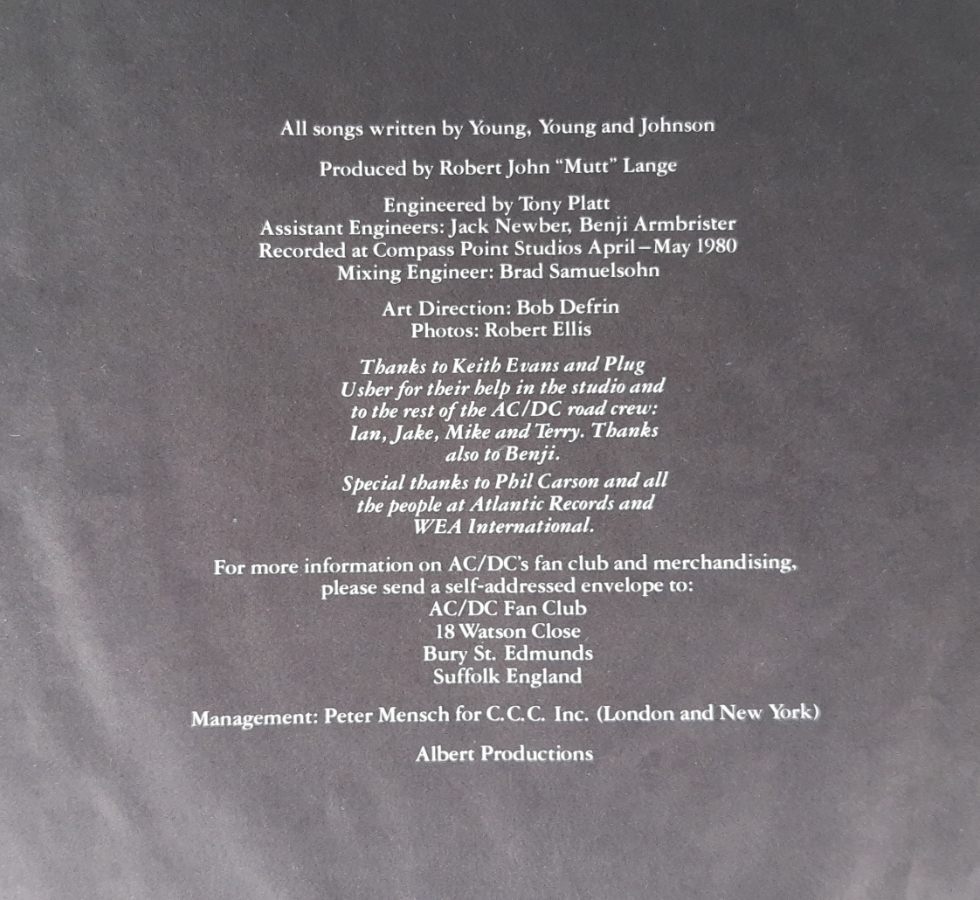 All songs written by Young, Young and Johnson
Produced by Robert John “Mutt” Lange
Engineered by Tony Platt
Assistant Engineers: Jack Newber, Benji Armbrister
Recorded at Compass Point Studios April–May 1980
Mixing Engineer: Brad Samuelsohn
Art Direction: Bob Defrin
Photos: Robert Ellis
Thanks to Keith Evans and Plug
Usher for their help in the studio and
to the rest of the AC/DC road crew:
Ian, Jake, Mike and Terry. Thanks
also to Benji.
Special thanks to Phil Carson and all
the people at Atlantic Records and
WEA International.
For more information on AC/DC’s fan club and merchandising,
please send a self-addressed envelope to:
AC/DC Fan Club
18 Watson Close
Bury St. Edmunds
Suffolk England
Management: Peter Mensch for C.C.C. Inc. (London and New York)
Albert Productions